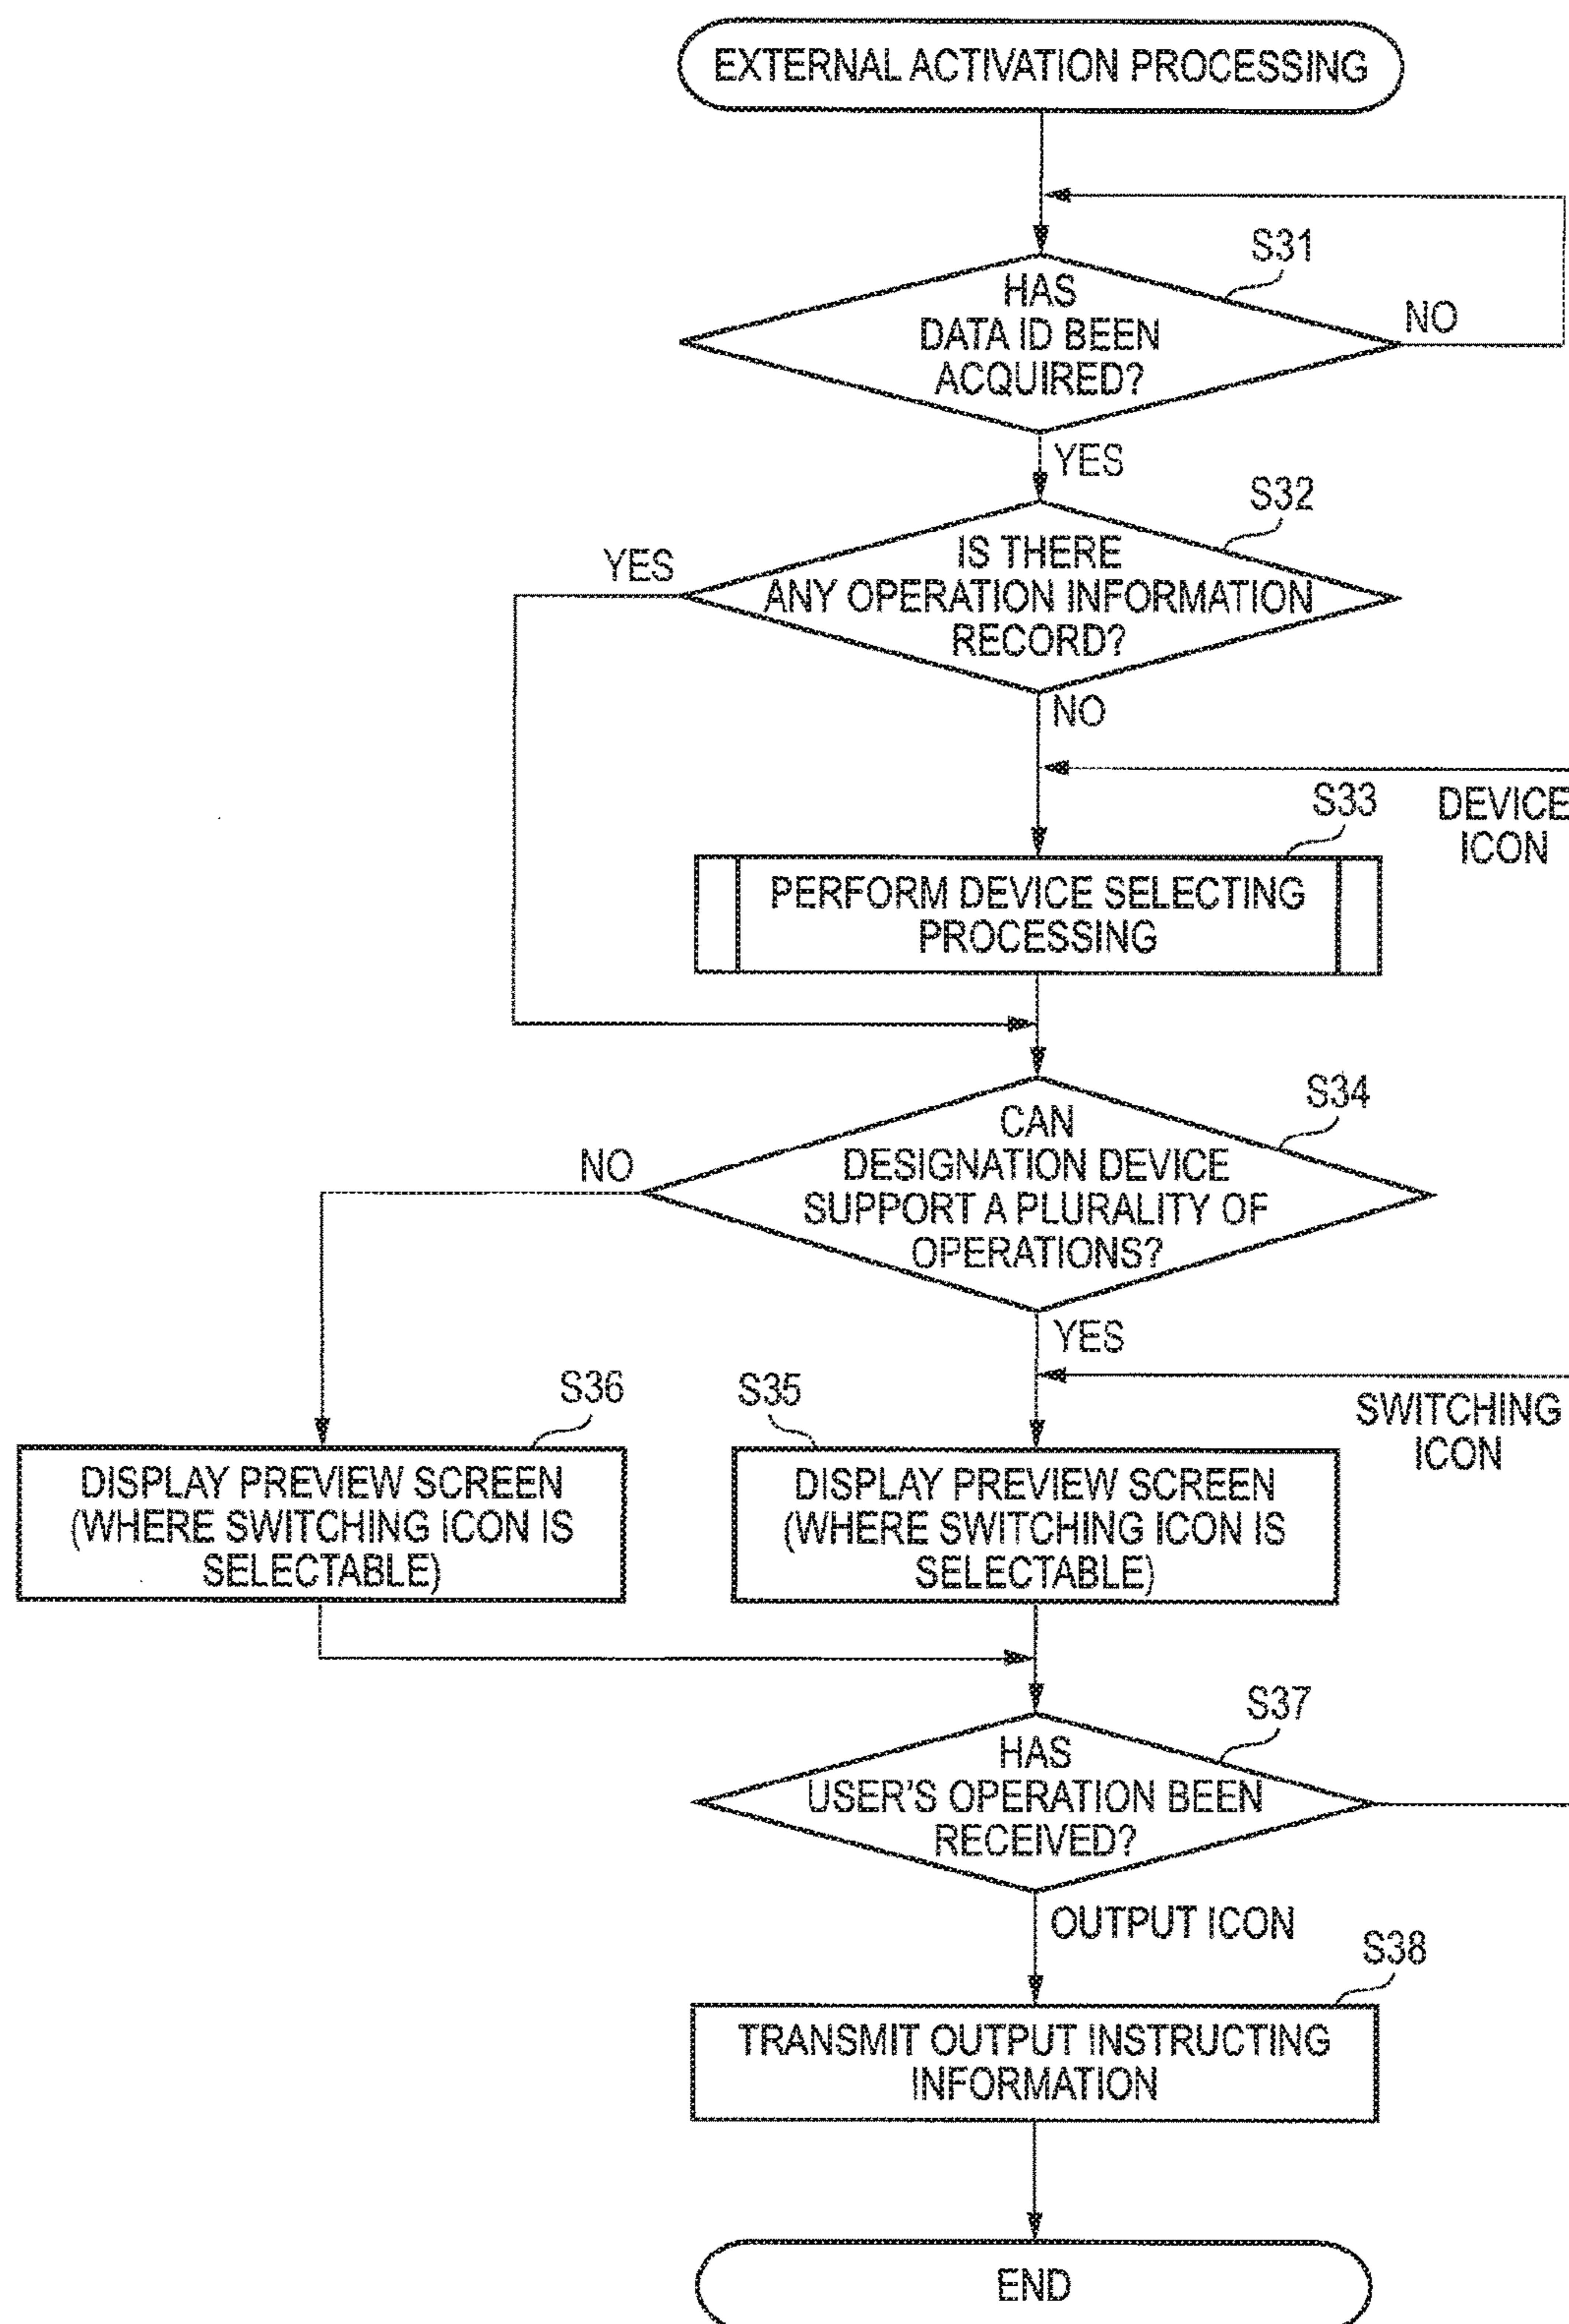 EXTERNAL ACTIVATION PROCESSING
S31
HAS
DATA ID BEEN
ACQUIRED?
NO
YES
S32
IS THERE
ANY OPERATION INFORMATION
RECORD?
YES
NO
DEVICE
ICON
S33
PERFORM DEVICE SELECTING
PROCESSING
S34
CAN
DESIGNATION DEVICE
SUPPORT A PLURALITY OF
OPERATIONS?
NO
YES
SWITCHING
ICON
S36
DISPLAY PREVIEW SCREEN
(WHERE SWITCHING ICON IS
SELECTABLE)
S35
DISPLAY PREVIEW SCREEN
(WHERE SWITCHING ICON IS
SELECTABLE)
S37
HAS
USER'S OPERATION BEEN
RECEIVED?
OUTPUT ICON
S38
TRANSMIT OUTPUT INSTRUCTING
INFORMATION
END